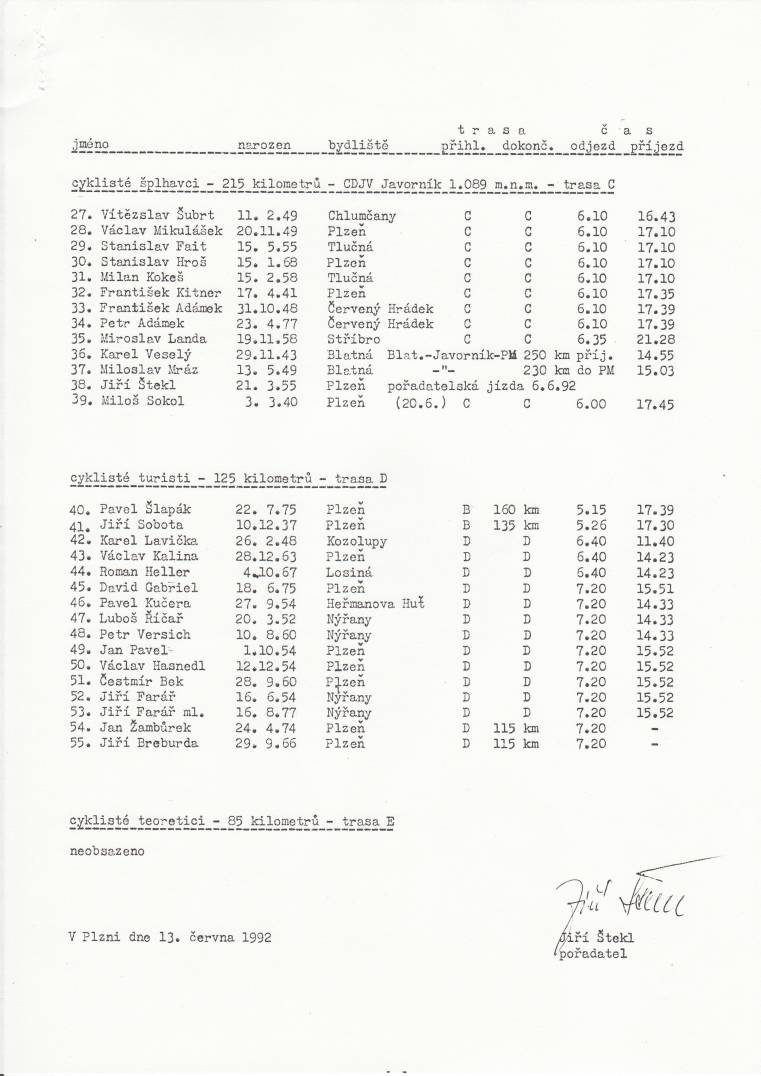 t r a s a č a s
jméno narozen bydliště přihl. dokonč. odjezd příjezd
cyklisté šplhavci - 215 kilometrů - CDJV Javorník 1.089 m.n.m. - trasa C
27. Vítězslav Šubrt 11. 2.49 Chlumčany C C 6.10 16.43
28. Václav Mikulášek 20.11.49 Plzeň C C 6.10 17.10
29. Stanislav Fait 15. 5.55 Tlučná C C 6.10 17.10
30. Stanislav Hroš 15. 1.68 Plzeň C C 6.10 17.10
31. Milan Kokeš 15. 2.58 Tlučná C C 6.10 17.10
32. František Kitner 17. 4.41 Plzeň C C 6.10 17.35
33. František Adámek 31.10.48 Červený Hrádek C C 6.10 17.39
34. Petr Adámek 23. 4.77 Červený Hrádek C C 6.10 17.39
35. Miroslav Landa 19.11.58 Stříbro C C 6.35 21.28
36. Karel Veselý 29.11.43 Blatná Blat.-Javorník-PM 250 km příj. 14.55
37. Miloslav Mráz 13. 5.49 Blatná -"- 230 km do PM 15.03
38. Jiří Štekl 21. 3.55 Plzeň pořadatelská jízda 6.6.92
39. Miloš Sokol 3. 3.40 Plzeň (20.6.) C C 6.00 17.45
cyklisté turisti - 125 kilometrů - trasa D
40. Pavel Šlapák 22. 7.75 Plzeň B 160 km 5.15 17.39
41. Jiří Sobota 10.12.37 Plzeň B 135 km 5.26 17.30
42. Karel Lavička 26. 2.48 Kozolupy D D 6.40 11.40
43. Václav Kalina 28.12.63 Plzeň D D 6.40 14.23
44. Roman Heller 4.10.67 Losiná D D 6.40 14.23
45. David Gabriel 18. 6.75 Plzeň D D 7.20 15.51
46. Pavel Kučera 27. 9.54 Heřmanova Huť D D 7.20 14.33
47. Luboš Říčař 20. 3.52 Nýřany D D 7.20 14.33
48. Petr Versich 10. 8.60 Nýřany D D 7.20 14.33
49. Jan Pavel 1.10.54 Plzeň D D 7.20 15.52
50. Václav Hasnedl 12.12.54 Plzeň D D 7.20 15.52
51. Čestmír Bek 28. 9.60 Plzeň D D 7.20 15.52
52. Jiří Farář 16. 6.54 Nýřany D D 7.20 15.52
53. Jiří Farář ml. 16. 8.77 Nýřany D D 7.20 15.52
54. Jan Žambůrek 24. 4.74 Plzeň D 115 km 7.20 -
55. Jiří Breburda 29. 9.66 Plzeň D 115 km 7.20 -
cyklisté teoretici - 85 kilometrů - trasa E
neobsazeno
Jiří Štekl
V Plzni dne 13. června 1992 Jiří Štekl
pořadatel